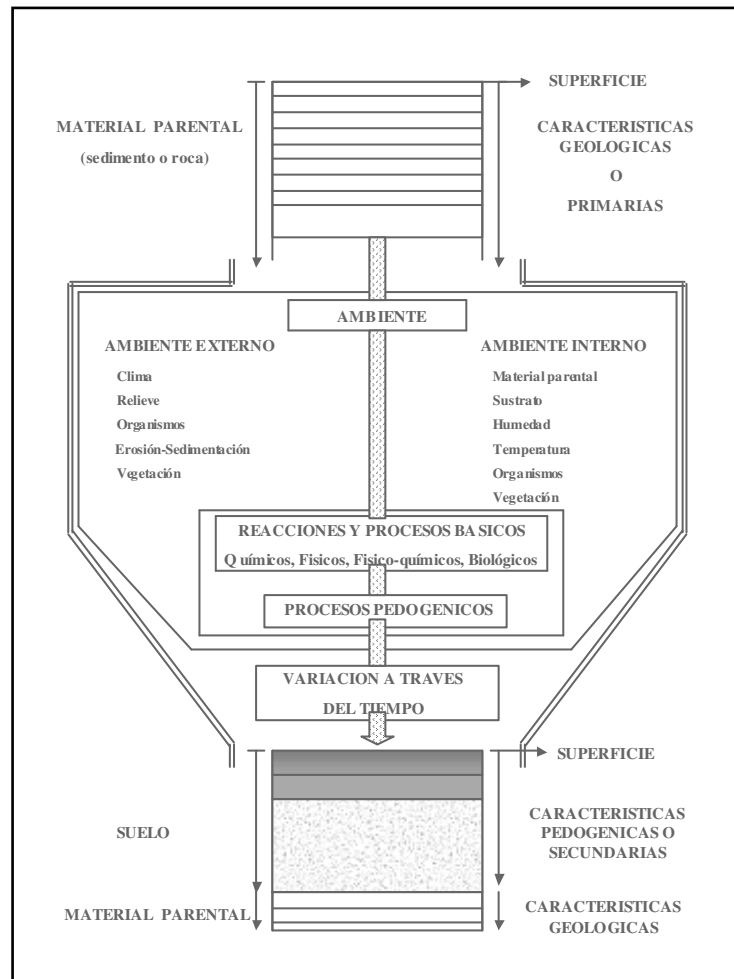 SUPERFICIE
MATERIAL PARENTAL
(sedimento o roca)
CARACTERISTICAS
GEOLOGICAS
O
PRIMARIAS
AMBIENTE
AMBIENTE EXTERNO
Clima
Relieve
Organismos
Erosión-Sedimentación
Vegetación
AMBIENTE INTERNO
Material parental
Sustrato
Humedad
Temperatura
Organismos
Vegetación
REACCIONES Y PROCESOS BASICOS
Químicos, Fisicos, Fisico-químicos, Biológicos
PROCESOS PEDOGENICOS
VARIACION A TRAVES
DEL TIEMPO
SUPERFICIE
SUELO
CARACTERISTICAS
PEDOGENICAS O
SECUNDARIAS
MATERIAL PARENTAL
CARACTERISTICAS
GEOLOGICAS